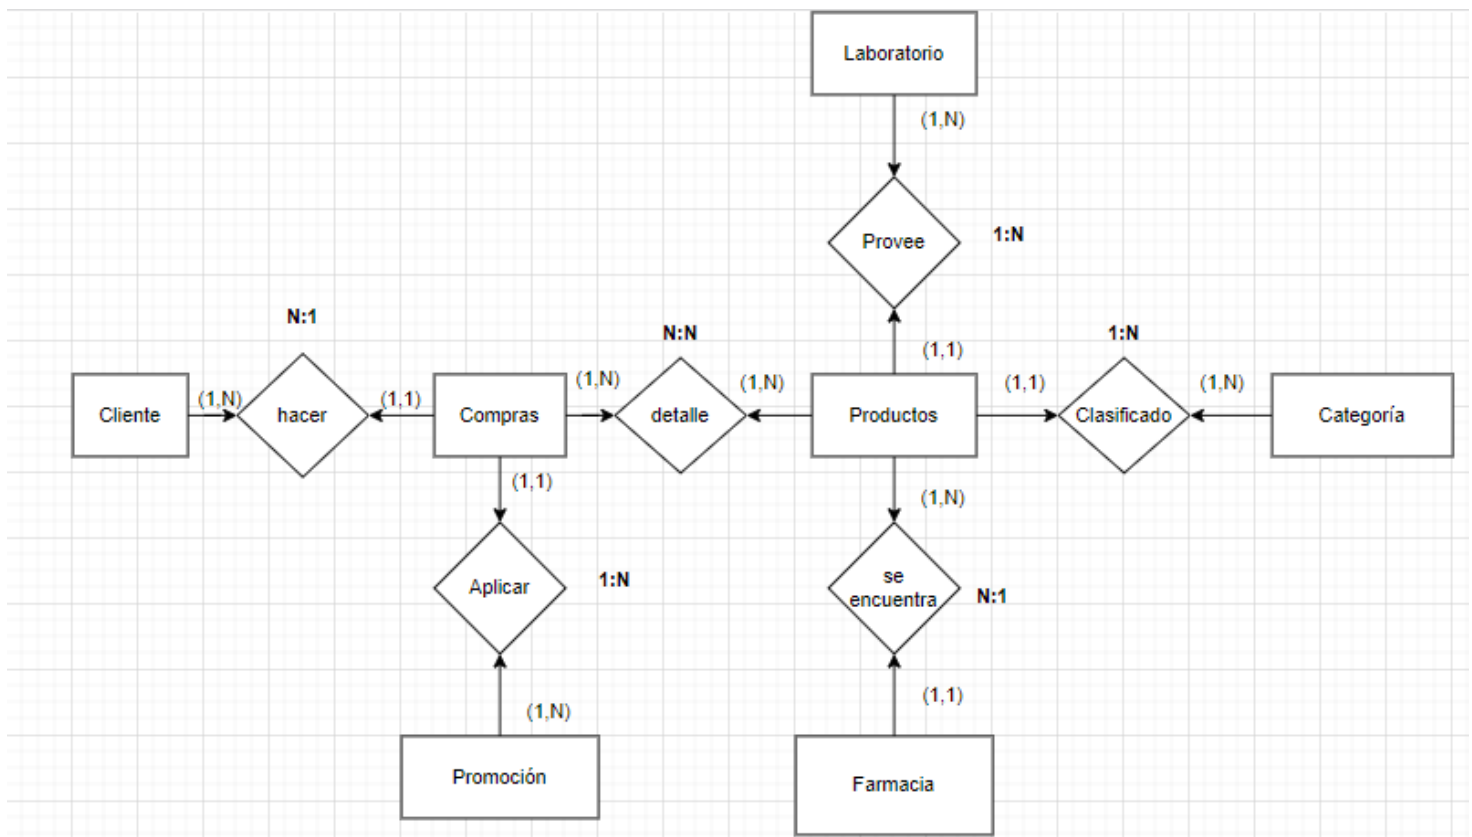 Laboratorio
(1,N)
Provee
1:N
N:1
N:N
(1,1)
1:N
Cliente
(1,N)
hacer
(1,1)
Compras
(1,N)
detalle
(1,N)
Productos
(1,1)
Clasificado
(1,N)
Categoría
(1,1)
(1,N)
Aplicar
1:N
se
encuentra
N:1
(1,N)
(1,1)
Promoción
Farmacia